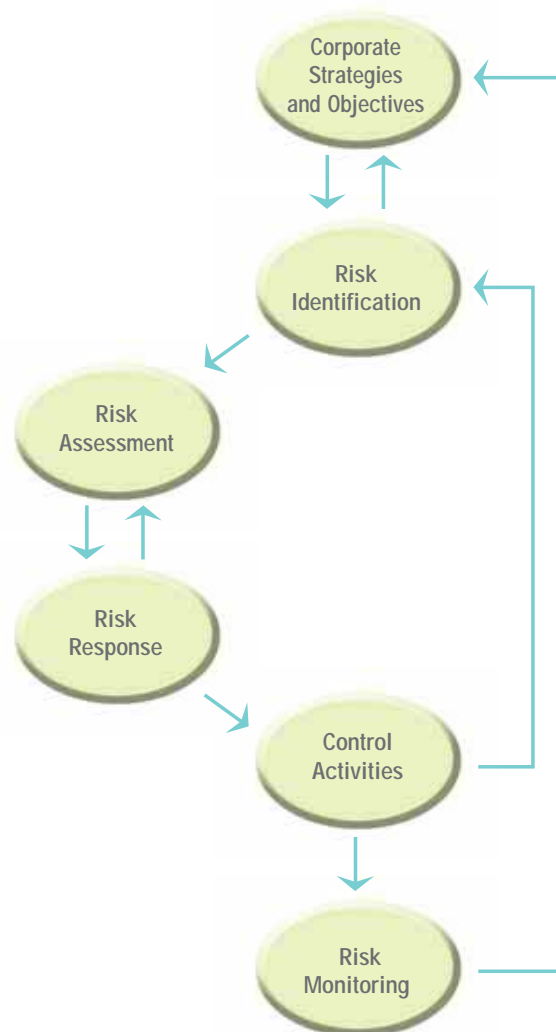 Corporate
Strategies
and Objectives
Risk
Identification
Risk
Assessment
Risk
Response
Control
Activities
Risk
Monitoring